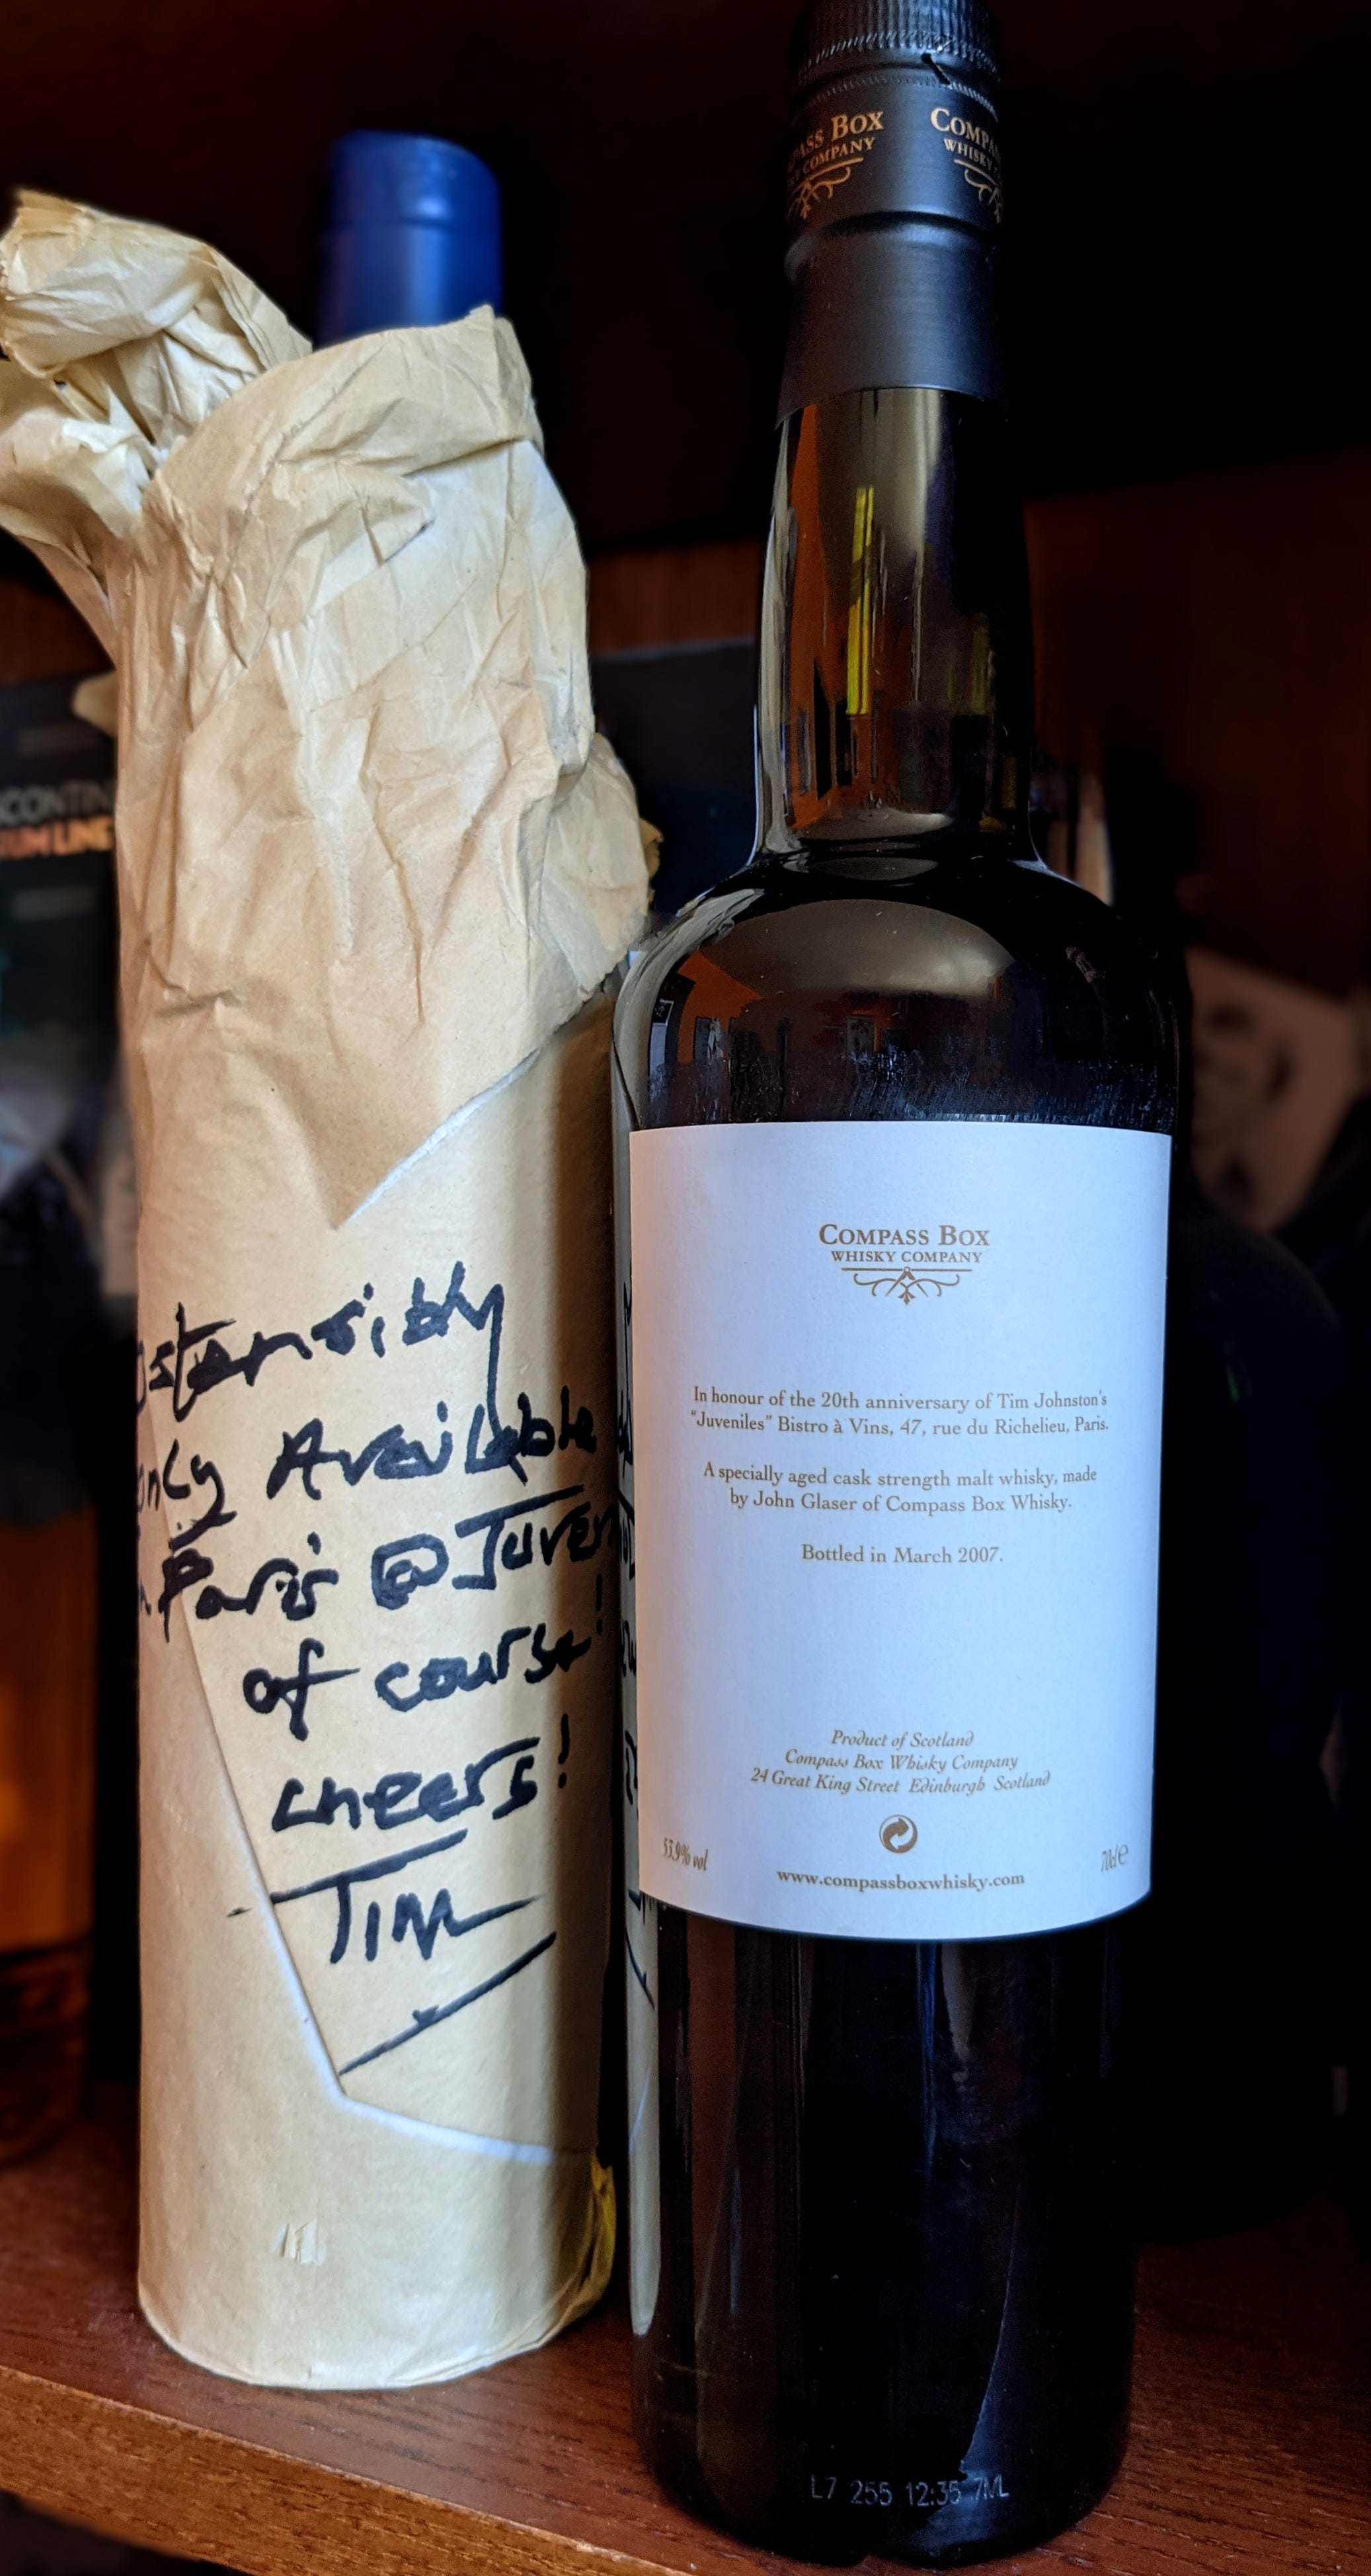 COMPASS BOX
WHISKY COMPANY
ostensibly
only Available
in Paris @ Juven
of course!
cheers!
TIM
COMPASS BOX
WHISKY COMPANY
In honour of the 20th anniversary of Tim Johnston's
"Juveniles" Bistro à Vins, 47, rue du Richelieu, Paris.
A specially aged cask strength malt whisky, made
by John Glaser of Compass Box Whisky.
Bottled in March 2007.
Product of Scotland
Compass Box Whisky Company
24 Great King Street Edinburgh Scotland
53.9% vol
70cl e
www.compassboxwhisky.com
L7 255 12:35